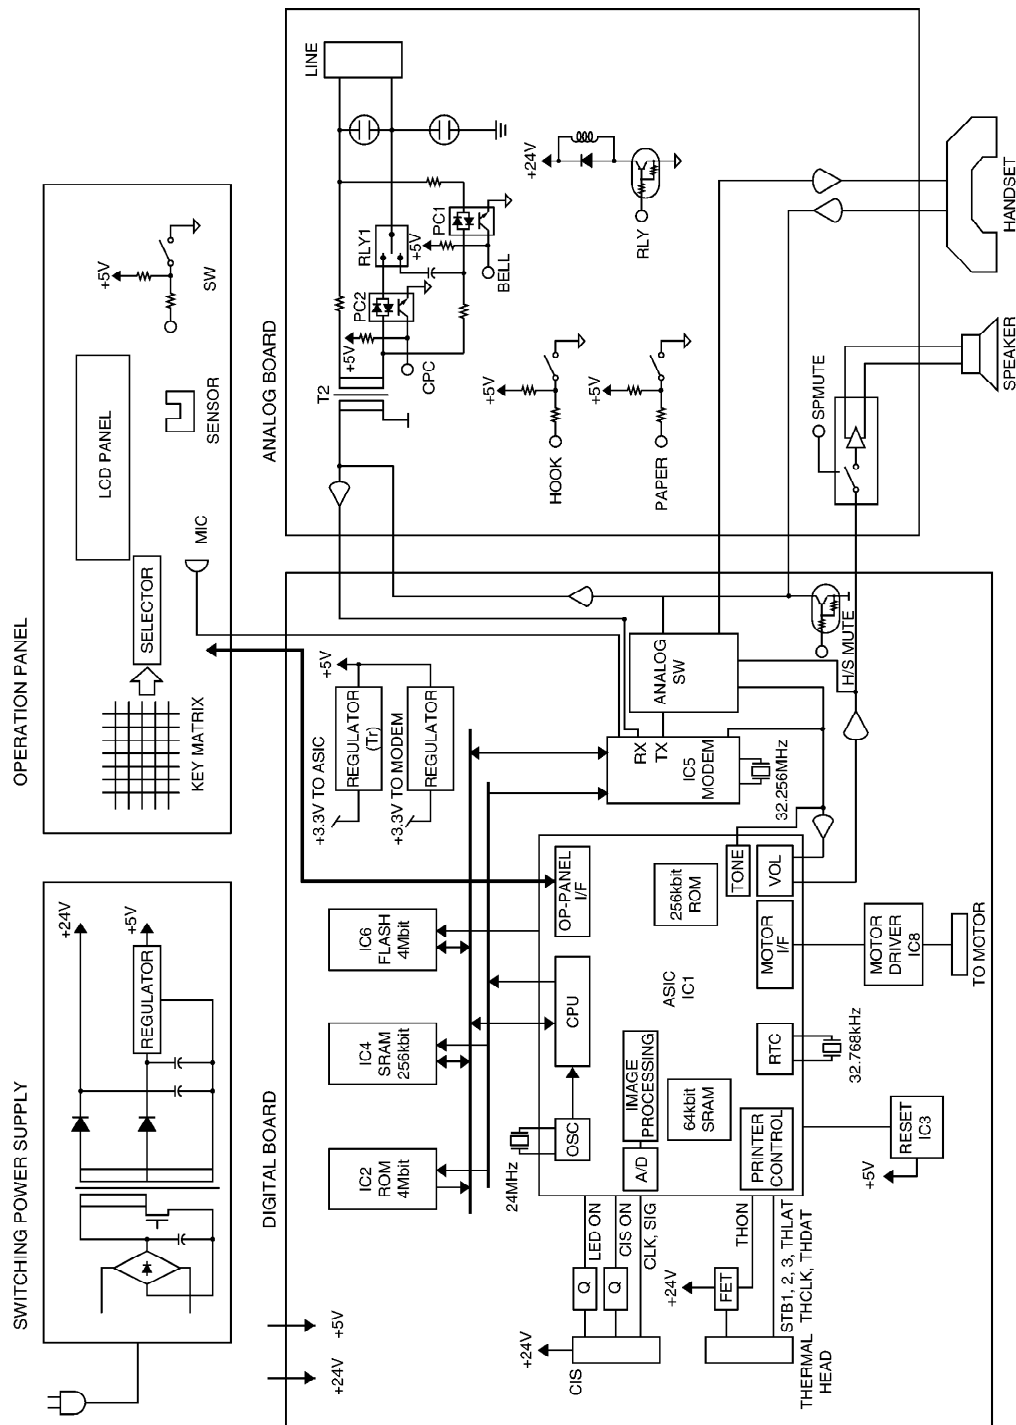 SWITCHING POWER SUPPLY
+24V
+5V
REGULATOR
OPERATION PANEL
KEY MATRIX
SELECTOR
LCD PANEL
MIC
SENSOR
+5V
SW
DIGITAL BOARD
+24V
+5V
IC2
ROM
4Mbit
IC4
SRAM
256kbit
IC6
FLASH
4Mbit
+3.3V TO ASIC
REGULATOR
(Tr)
+5V
+3.3V TO MODEM
REGULATOR
24MHz
OSC
CPU
OP-PANEL
I/F
A/D
IMAGE
PROCESSING
64kbit
SRAM
ASIC
IC1
256kbit
ROM
PRINTER
CONTROL
RTC
MOTOR
I/F
VOL
TONE
RX
TX
IC5
MODEM
32.256MHz
ANALOG
SW
H/S MUTE
+24V
CIS
Q
LED ON
Q
CIS ON
CLK, SIG
+24V
FET
THON
THERMAL
HEAD
STB1, 2, 3, THLAT
THCLK, THDAT
+5V
RESET
IC3
32.768kHz
MOTOR
DRIVER
IC8
TO MOTOR
ANALOG BOARD
LINE
T2
+5V
PC2
CPC
RLY1
+5V
PC1
BELL
+24V
RLY
+5V
HOOK
+5V
PAPER
SPMUTE
SPEAKER
HANDSET